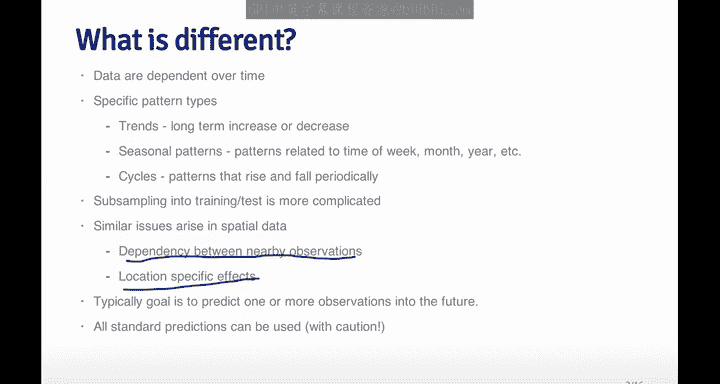 What is different?
· Data are dependent over time
· Specific pattern types
- Trends - long term increase or decrease
- Seasonal patterns - patterns related to time of week, month, year, etc.
- Cycles - patterns that rise and fall periodically
· Subsampling into training/test is more complicated
· Similar issues arise in spatial data
- Dependency between nearby observations
- Location specific effects
· Typically goal is to predict one or more observations into the future.
· All standard predictions can be used (with caution!)